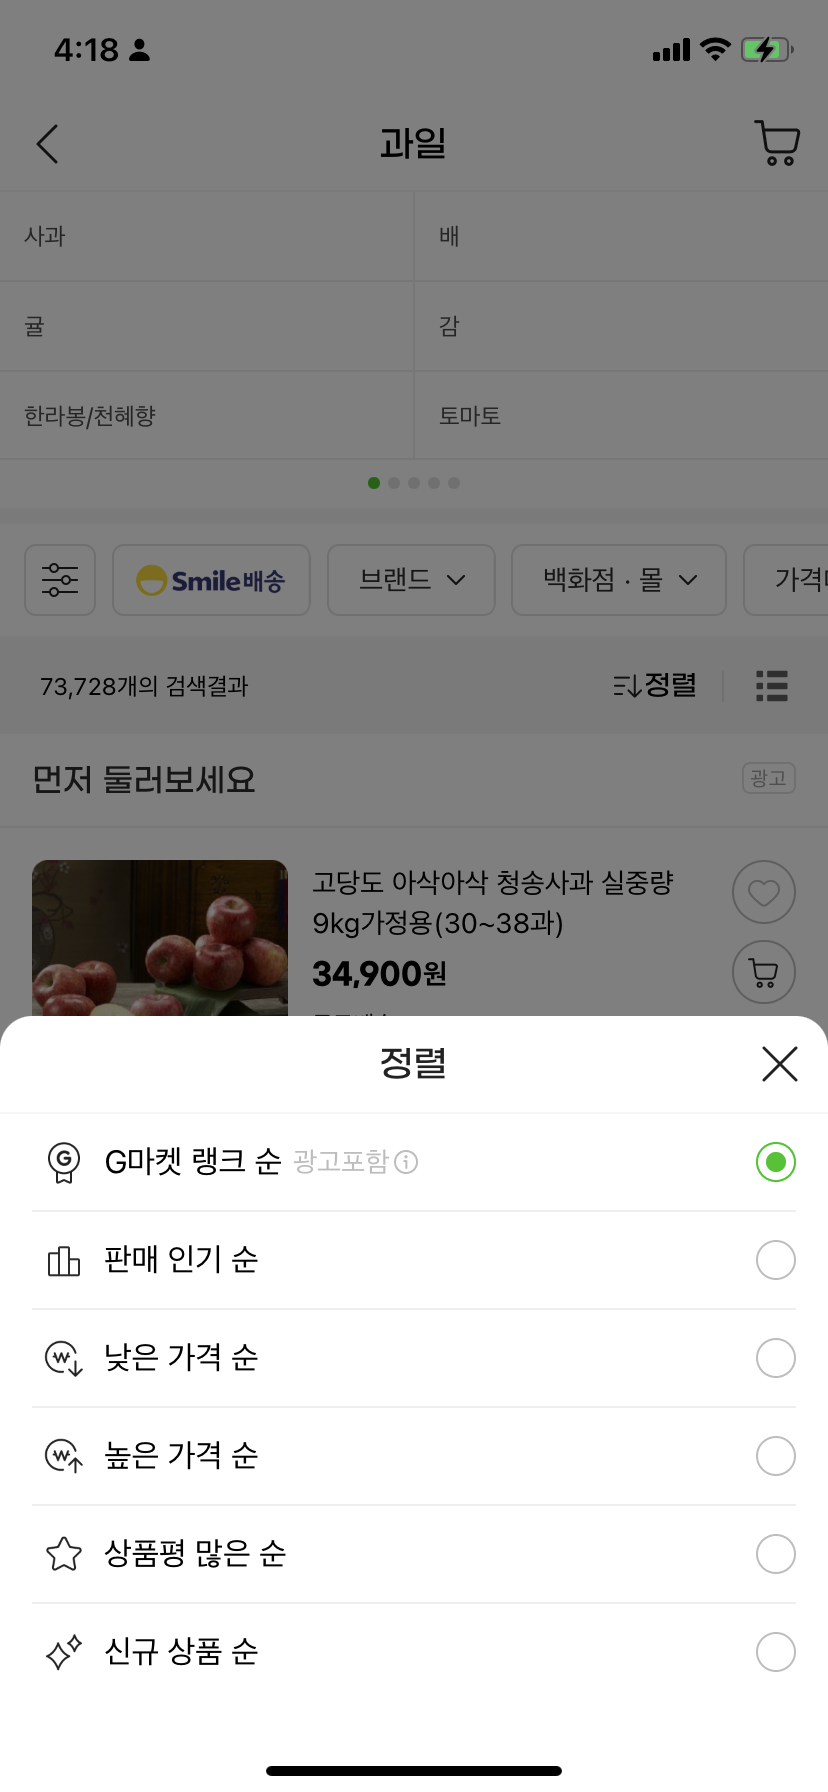 4:18
과일
사과 배
귤 감
한라봉/천혜향 토마토
Smile배송 브랜드 백화점 · 몰
73,728개의 검색결과 정렬
먼저 둘러보세요 광고
고당도 아삭아삭 청송사과 실중량
9kg가정용(30~38과)
34,900원
정렬
G마켓 랭크 순 광고포함
판매 인기 순
낮은 가격 순
높은 가격 순
상품평 많은 순
신규 상품 순